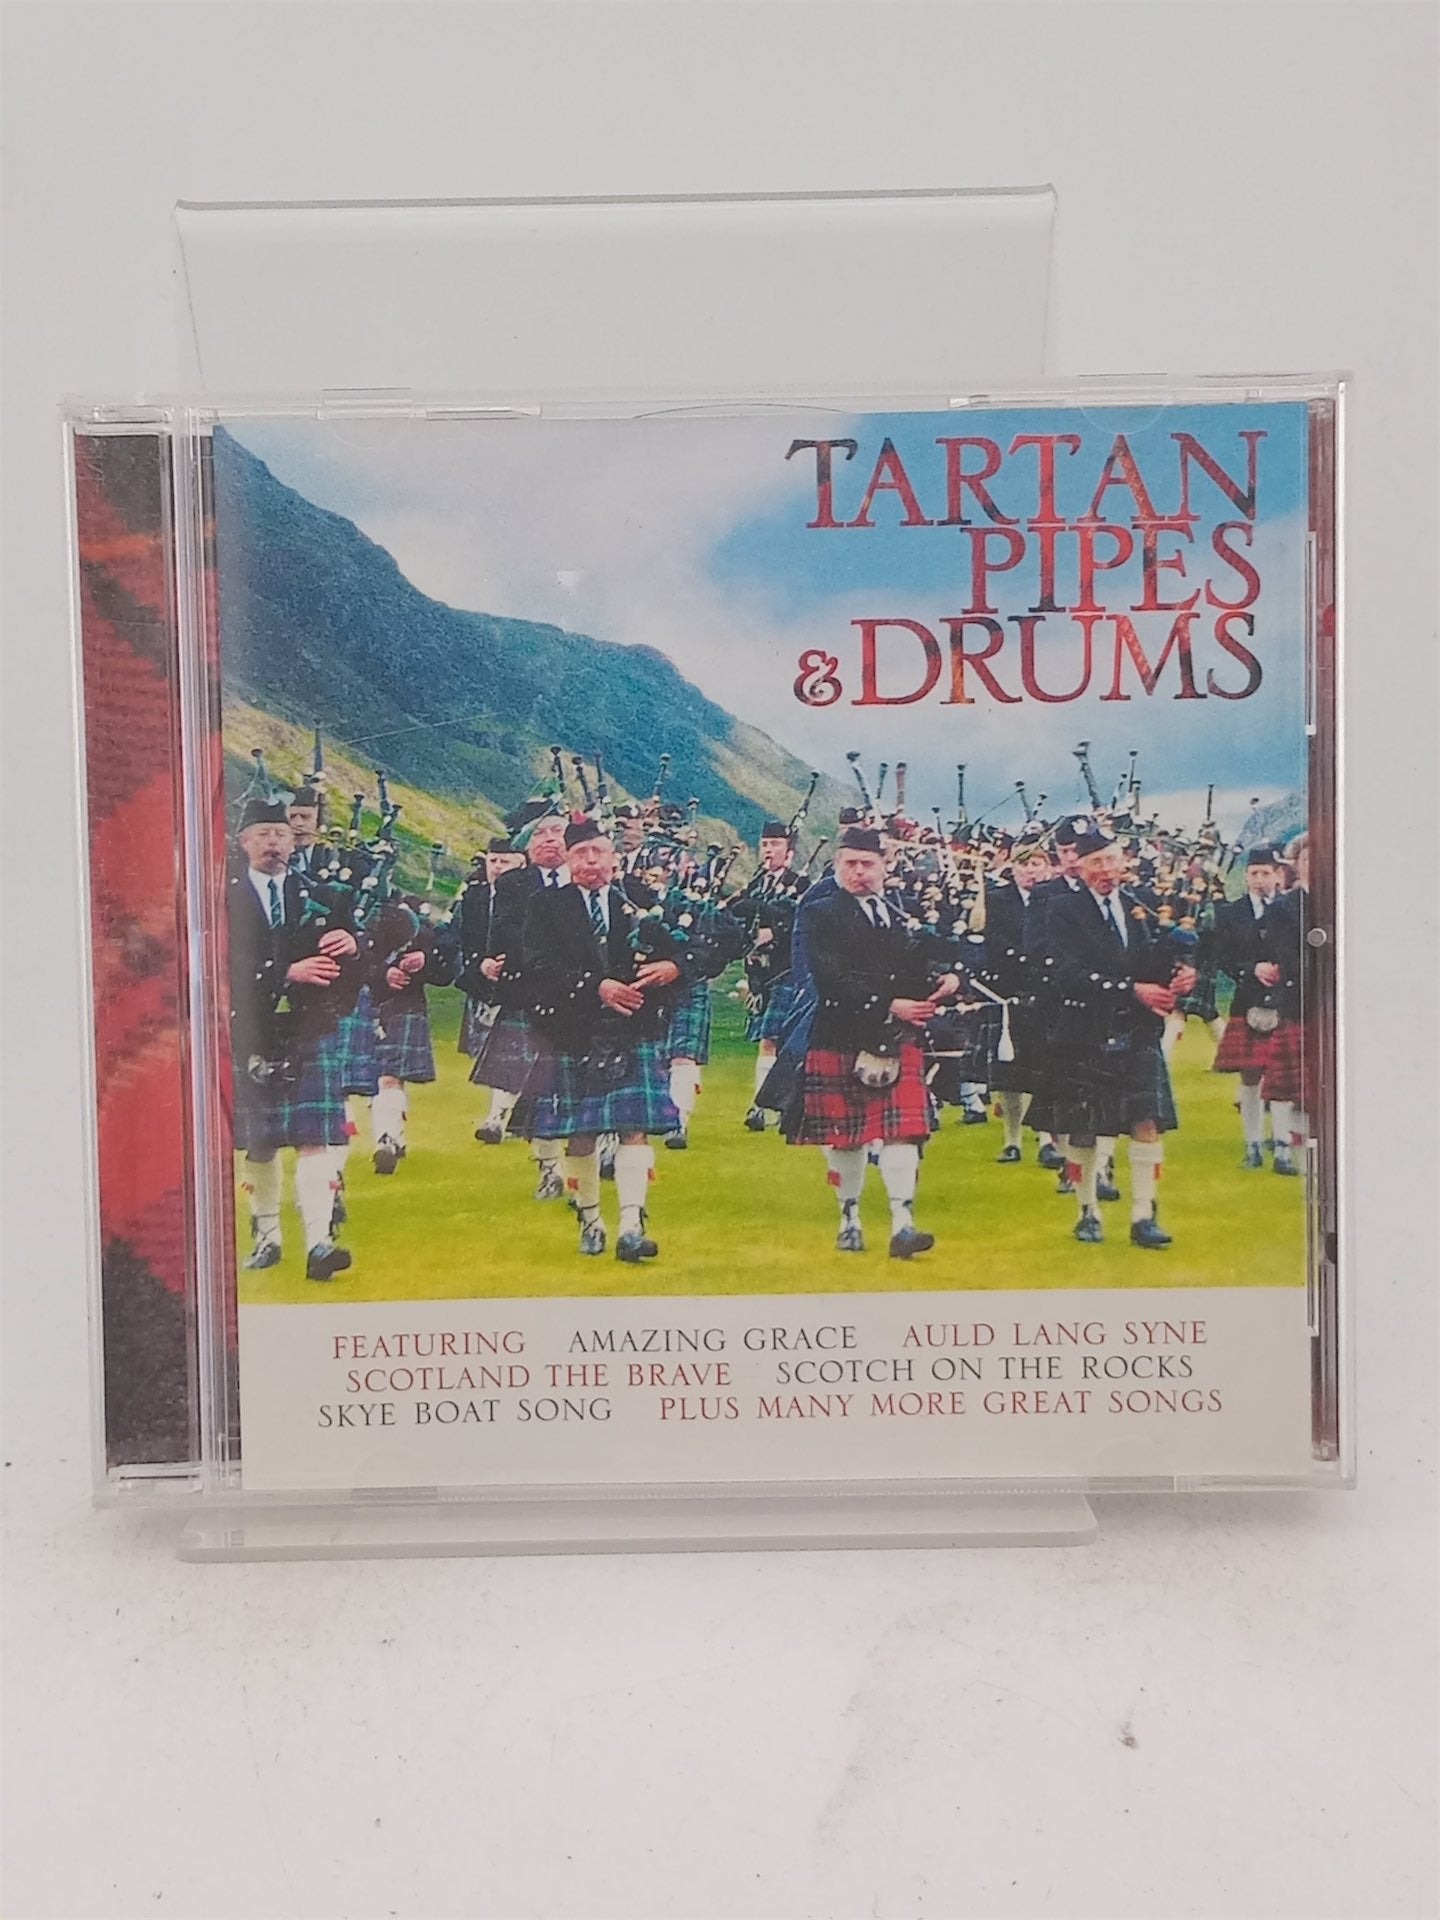 TARTAN
PIPES
& DRUMS
FEATURING AMAZING GRACE AULD LANG SYNE
SCOTLAND THE BRAVE SCOTCH ON THE ROCKS
SKYE BOAT SONG PLUS MANY MORE GREAT SONGS